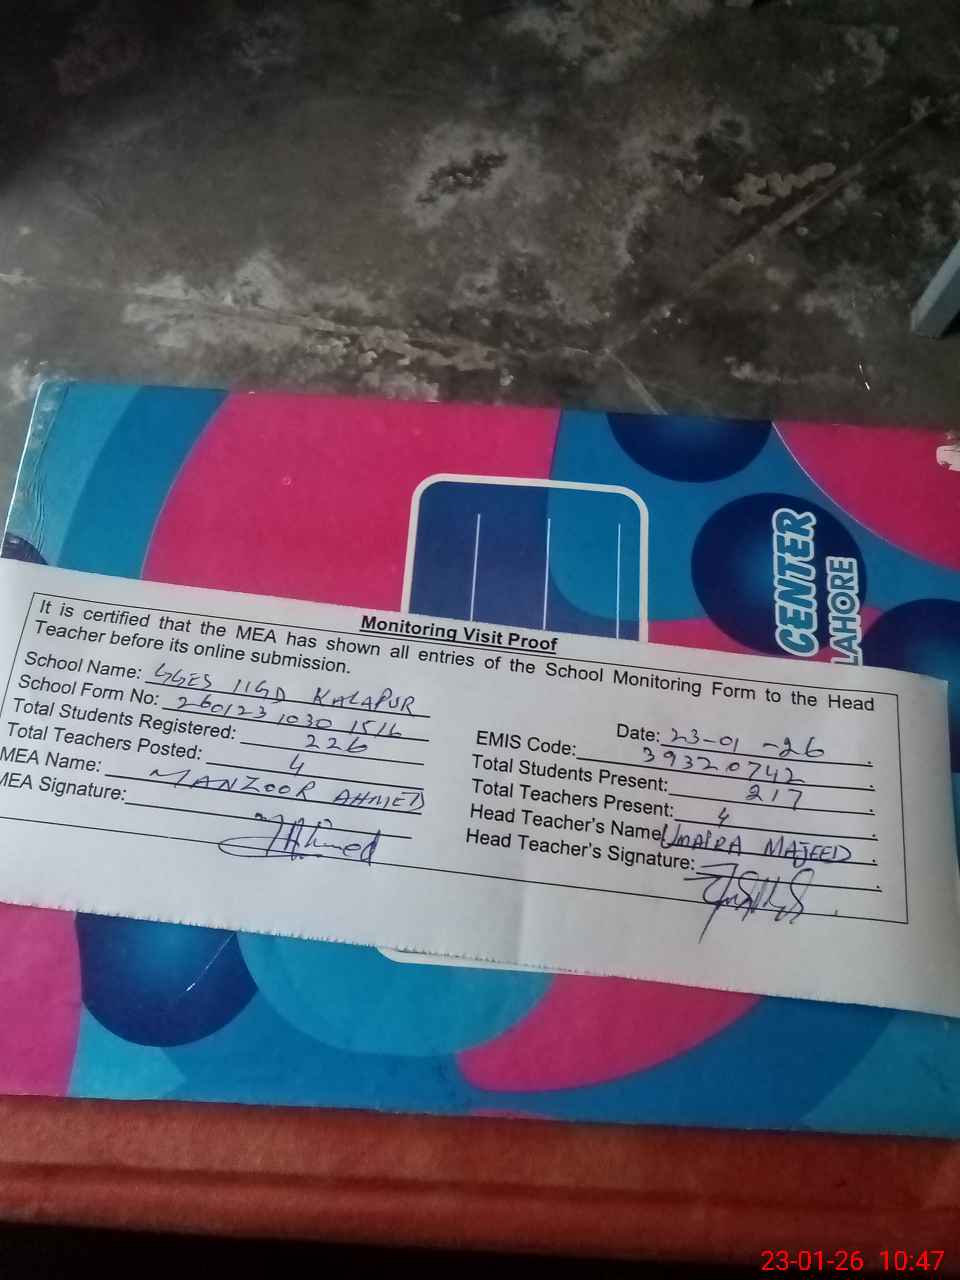 CENTER
LAHORE
Monitoring Visit Proof
It is certified that the MEA has shown all entries of the School Monitoring Form to the Head
Teacher before its online submission.
School Name: GGES 11GD KALAPUR
Date: 23-01-26
School Form No: 2601231030 1516
EMIS Code: 39320742
Total Students Registered: 226
Total Students Present: 217
Total Teachers Posted: 4
Total Teachers Present: 4
MEA Name: MANZOOR AHMED
Head Teacher's Name UMAIRA MAJEED
MEA Signature: Ahmed
Head Teacher's Signature:
23-01-26 10:47